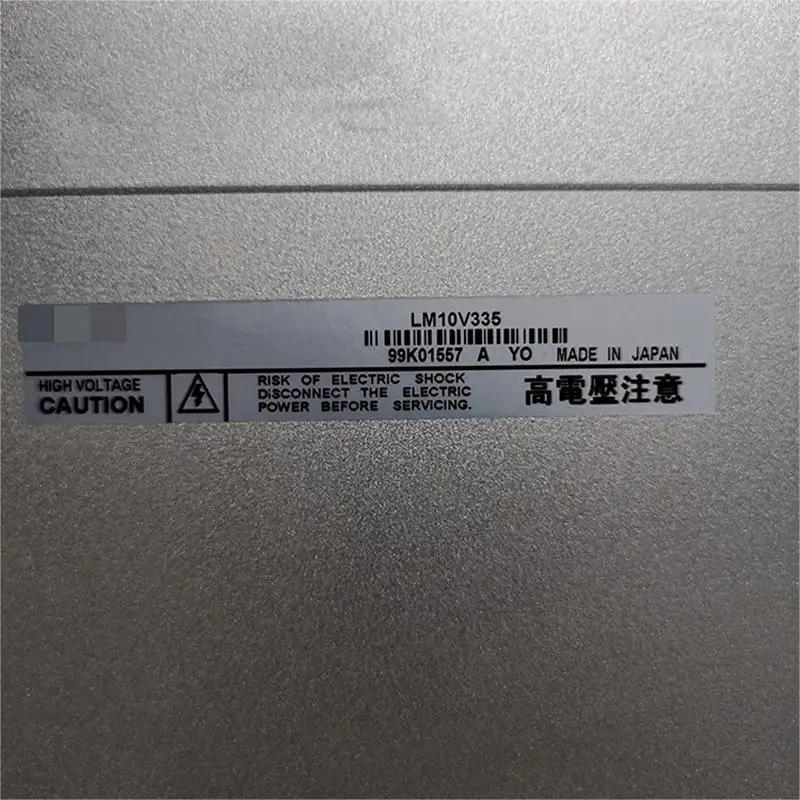 LM10V335
99K01557 A YO MADE IN JAPAN
HIGH VOLTAGE
CAUTION
RISK OF ELECTRIC SHOCK
DISCONNECT THE ELECTRIC
POWER BEFORE SERVICING.
高電壓注意